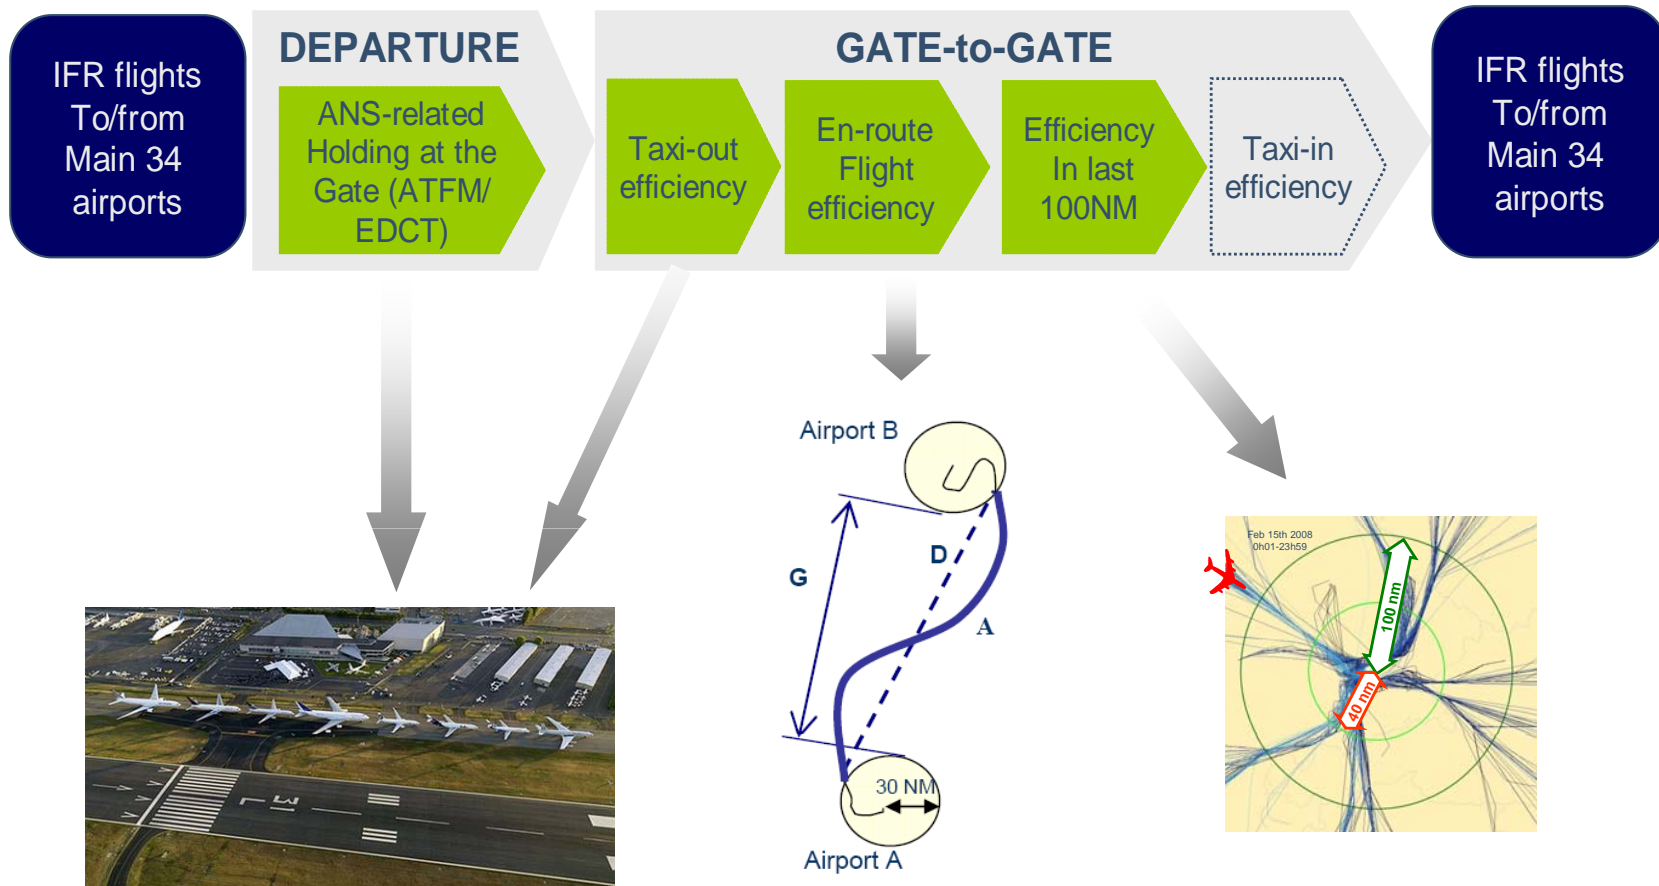 IFR flights
To/from
Main 34
airports
DEPARTURE
ANS-related
Holding at the
Gate (ATFM/
EDCT)
GATE-to-GATE
Taxi-out
efficiency
En-route
Flight
efficiency
Efficiency
In last
100NM
Taxi-in
efficiency
IFR flights
To/from
Main 34
airports
31
L
Airport B
G
D
A
30 NM
Airport A
Feb 15th 2008
0h01-23h59
100 nm
40 nm